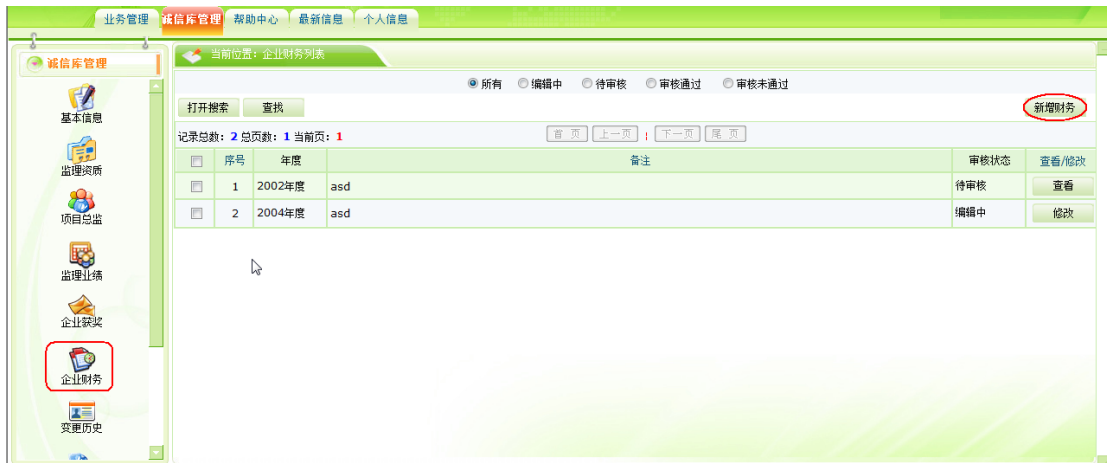 业务管理 诚信库管理 帮助中心 最新信息 个人信息
诚信库管理
当前位置：企业财务列表
所有 编辑中 待审核 审核通过 审核未通过
打开搜索 查找 新增财务
记录总数：2 总页数：1 当前页：1 首 页 上一页 1 下一页 尾 页
序号 年度 备注 审核状态 查看/修改
1 2002年度 asd 待审核 查看
2 2004年度 asd 编辑中 修改
基本信息
监理资质
项目总监
监理业绩
企业获奖
企业财务
变更历史